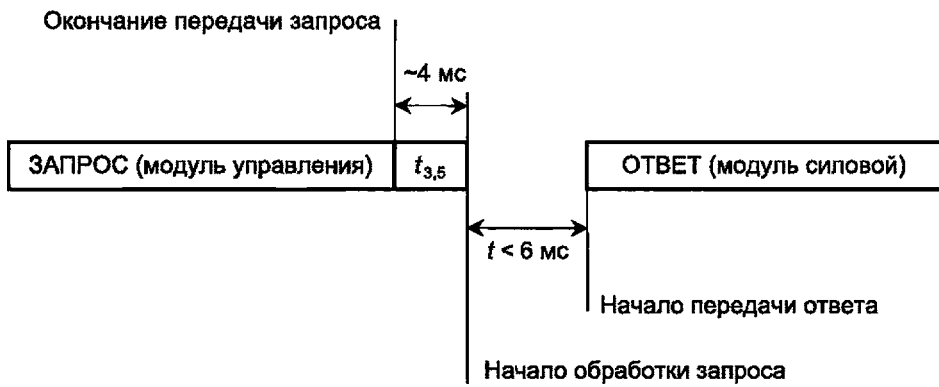 Окончание передачи запроса
~4 мс
ЗАПРОС (модуль управления)
t3,5
ОТВЕТ (модуль силовой)
t < 6 мс
Начало передачи ответа
Начало обработки запроса